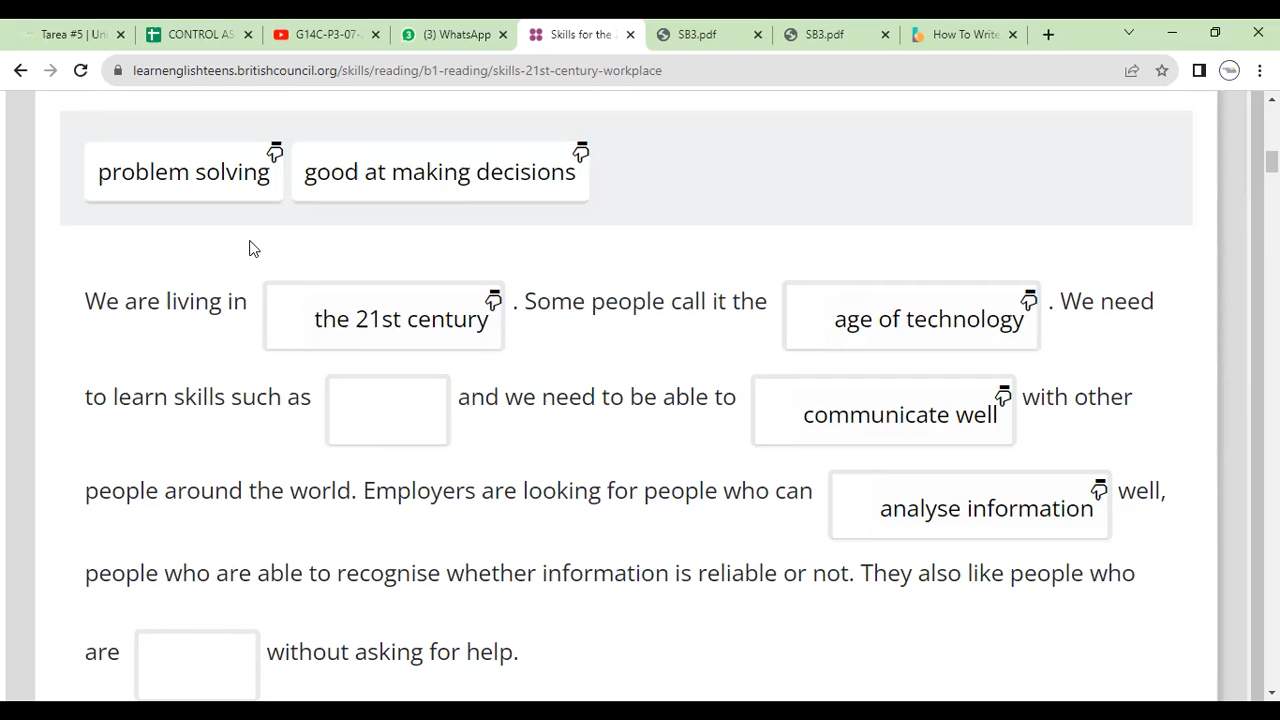 Tarea #5 | Un
CONTROL AS
G14C-P3-07-
(3) WhatsApp
Skills for the 2
SB3.pdf
SB3.pdf
How To Write
learnenglishteens.britishcouncil.org/skills/reading/b1-reading/skills-21st-century-workplace
problem solving good at making decisions
We are living in the 21st century . Some people call it the age of technology . We need
to learn skills such as and we need to be able to communicate well with other
people around the world. Employers are looking for people who can analyse information well,
people who are able to recognise whether information is reliable or not. They also like people who
are without asking for help.